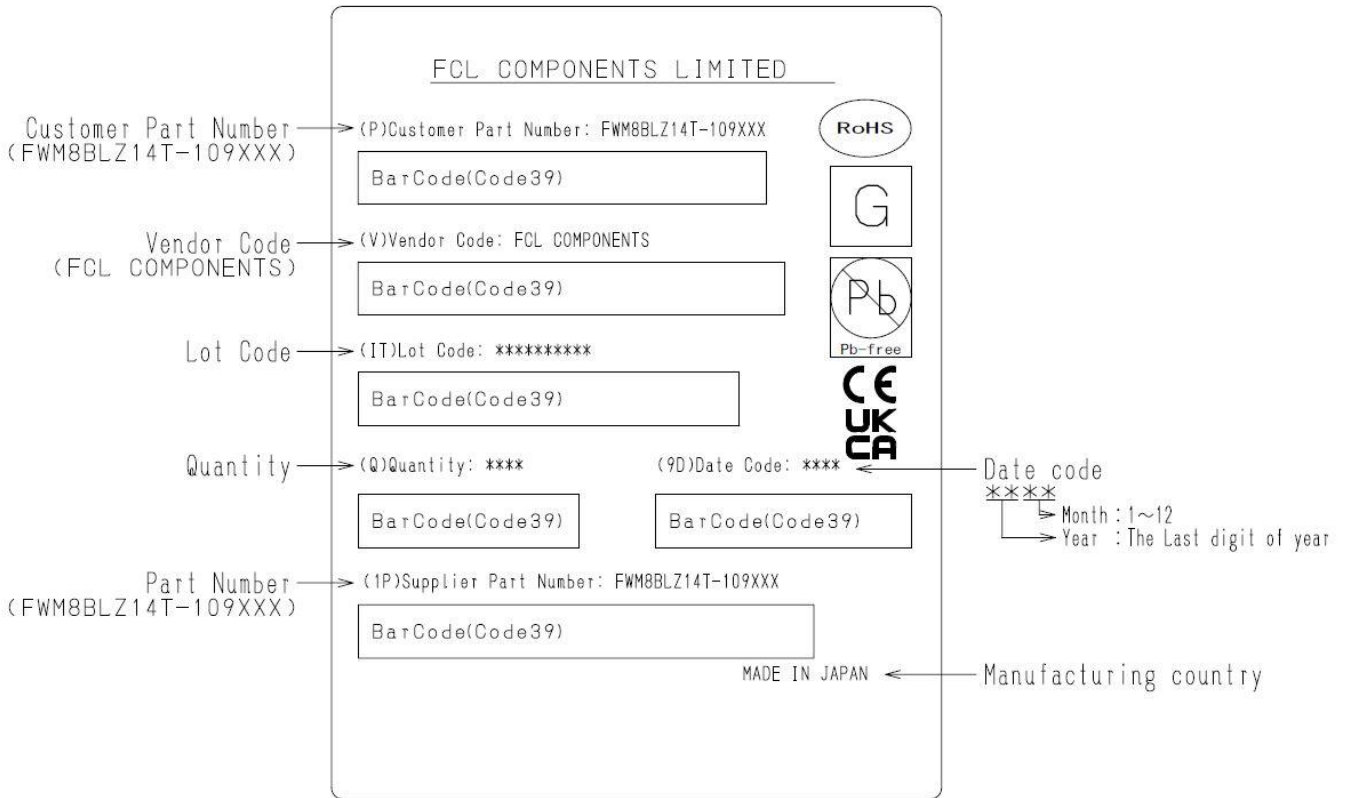 FCL COMPONENTS LIMITED
Customer Part Number
(FWM8BLZ14T-109XXX)
(P)Customer Part Number: FWM8BLZ14T-109XXX
BarCode(Code39)
RoHS
G
Vendor Code
(FCL COMPONENTS)
(V)Vendor Code: FCL COMPONENTS
BarCode(Code39)
Pb
Pb-free
Lot Code
(1T)Lot Code: **********
BarCode(Code39)
CE
UK
CA
Quantity
(Q)Quantity: ****
BarCode(Code39)
(9D)Date Code: ****
BarCode(Code39)
Date code
****
Month :1~12
Year :The Last digit of year
Part Number
(FWM8BLZ14T-109XXX)
(1P)Supplier Part Number: FWM8BLZ14T-109XXX
BarCode(Code39)
MADE IN JAPAN
Manufacturing country